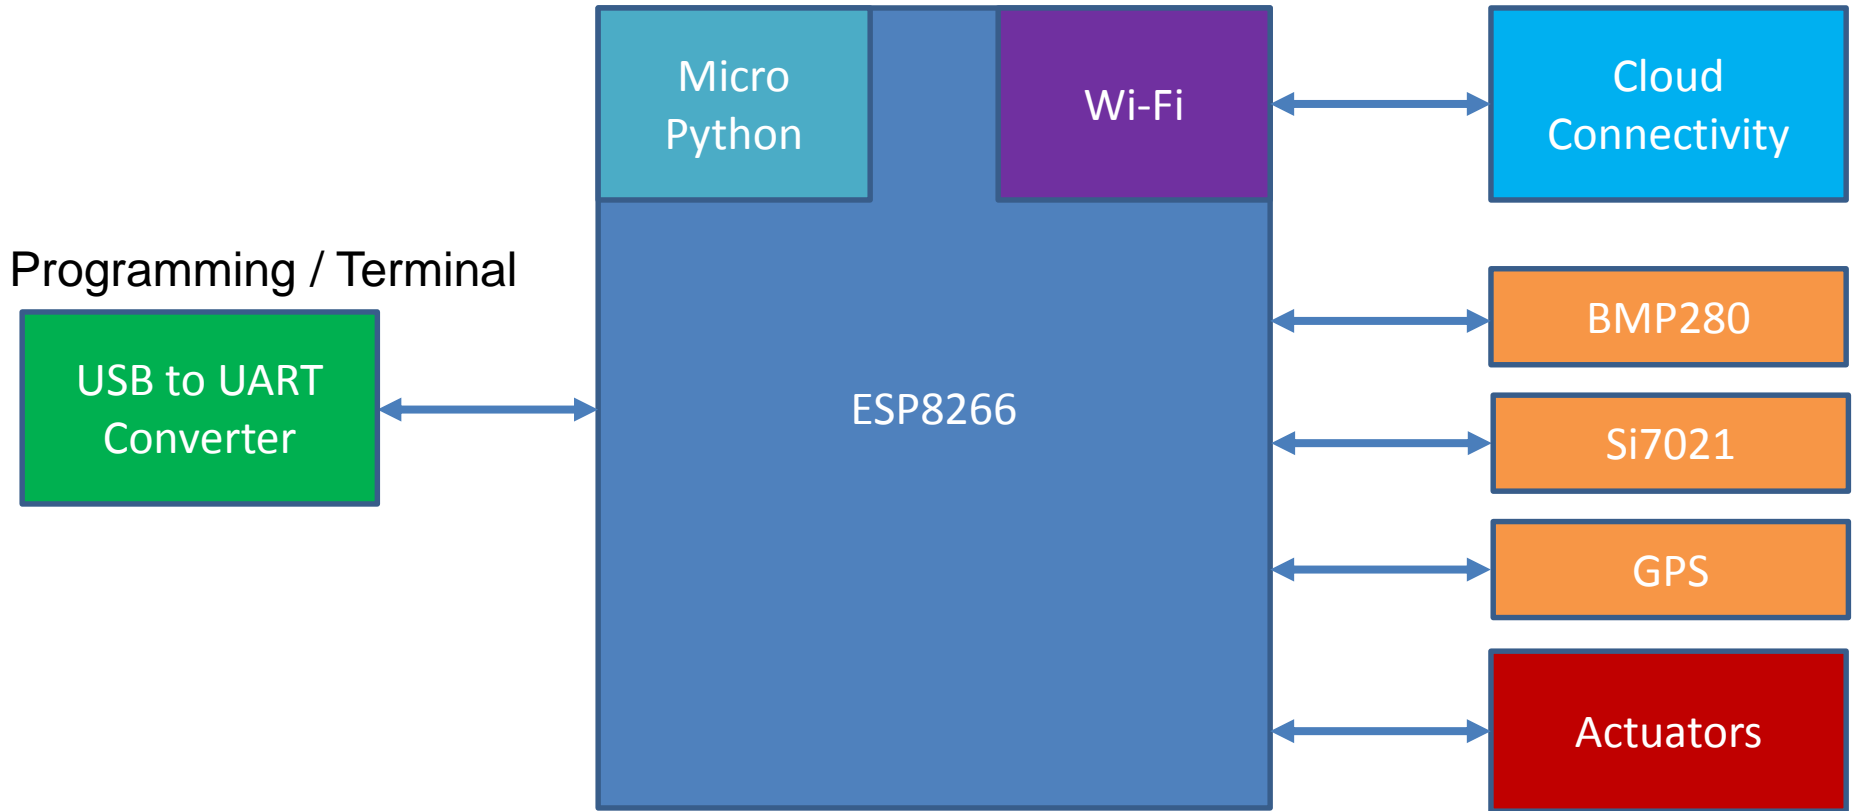 Micro
Python
Wi-Fi
Cloud
Connectivity
Programming / Terminal
USB to UART
Converter
ESP8266
BMP280
Si7021
GPS
Actuators